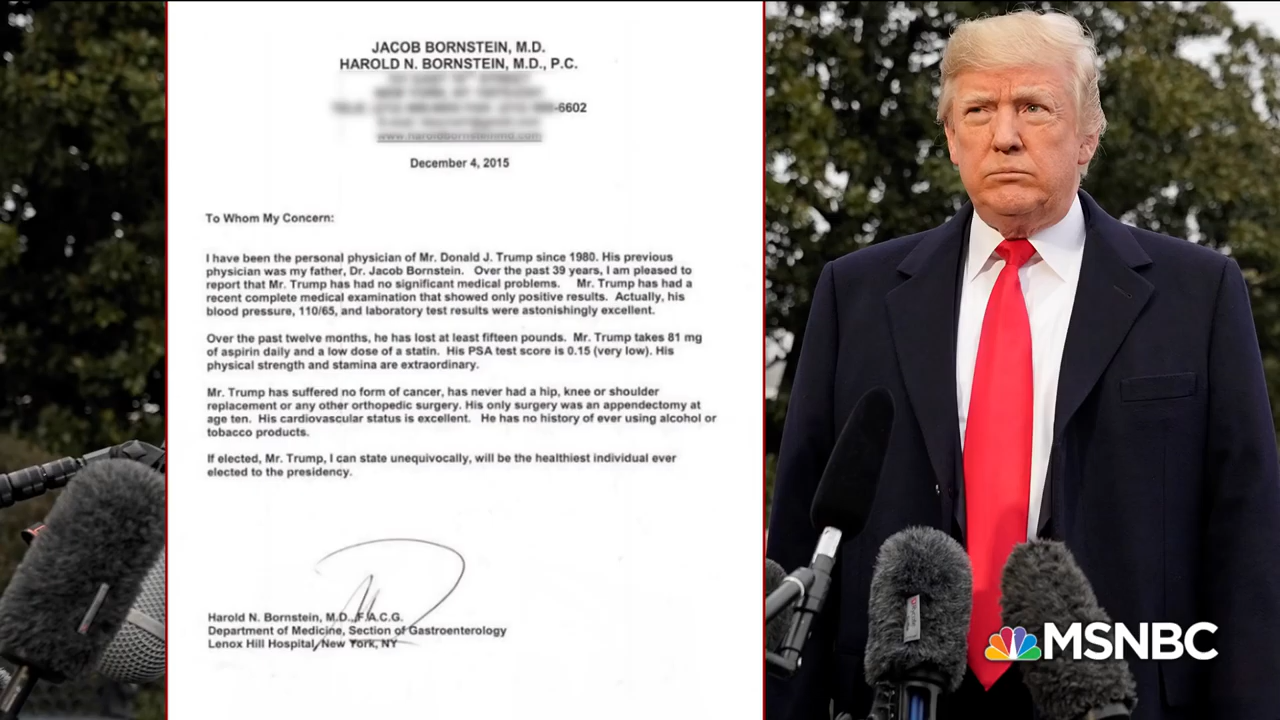 JACOB BORNSTEIN, M.D.
HAROLD N. BORNSTEIN, M.D., P.C.
-6602
www.haroldbornsteinmd.com
December 4, 2015
To Whom My Concern:
I have been the personal physician of Mr. Donald J. Trump since 1980. His previous
physician was my father, Dr. Jacob Bornstein. Over the past 39 years, I am pleased to
report that Mr. Trump has had no significant medical problems. Mr. Trump has had a
recent complete medical examination that showed only positive results. Actually, his
blood pressure, 110/65, and laboratory test results were astonishingly excellent.
Over the past twelve months, he has lost at least fifteen pounds. Mr. Trump takes 81 mg
of aspirin daily and a low dose of a statin. His PSA test score is 0.15 (very low). His
physical strength and stamina are extraordinary.
Mr. Trump has suffered no form of cancer, has never had a hip, knee or shoulder
replacement or any other orthopedic surgery. His only surgery was an appendectomy at
age ten. His cardiovascular status is excellent. He has no history of ever using alcohol or
tobacco products.
If elected, Mr. Trump, I can state unequivocally, will be the healthiest individual ever
elected to the presidency.
Harold N. Bornstein, M.D., F.A.C.G.
Department of Medicine, Section of Gastroenterology
Lenox Hill Hospital, New York, NY
MSNBC